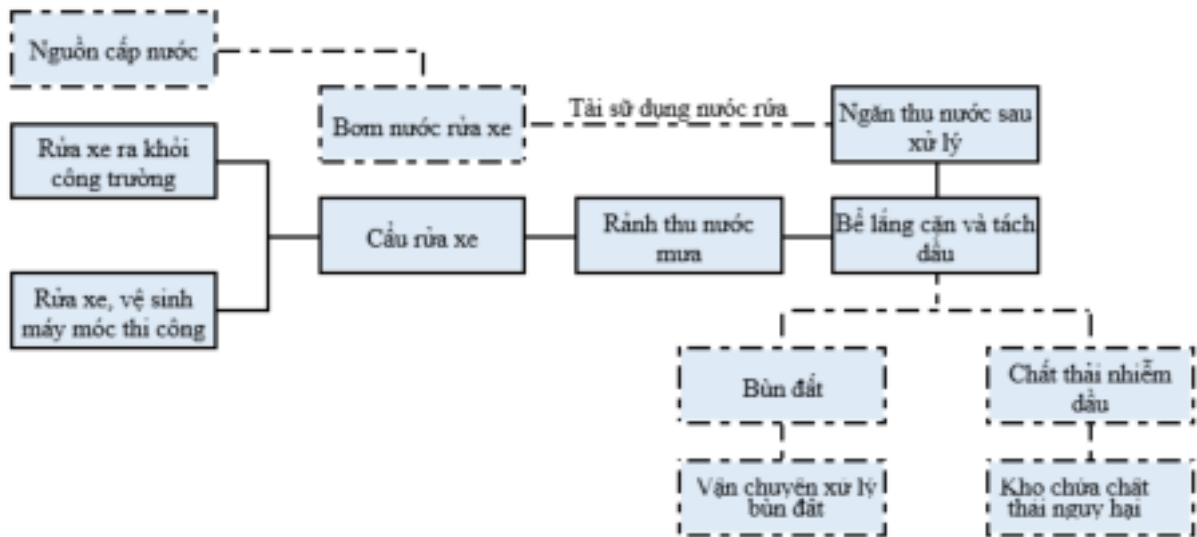 Nguồn cấp nước
Bơm nước rửa xe
Tài sử dụng nước rửa
Ngăn thu nước sau
xử lý
Rửa xe ra khỏi
công trường
Cầu rửa xe
Rảnh thu nước
mưa
Bể lắng cặn và tách
dầu
Rửa xe, vệ sinh
máy móc thi công
Bùn đất
Chất thải nhiễm
dầu
Vận chuyển xử lý
bùn đất
Kho chứa chất
thải nguy hại